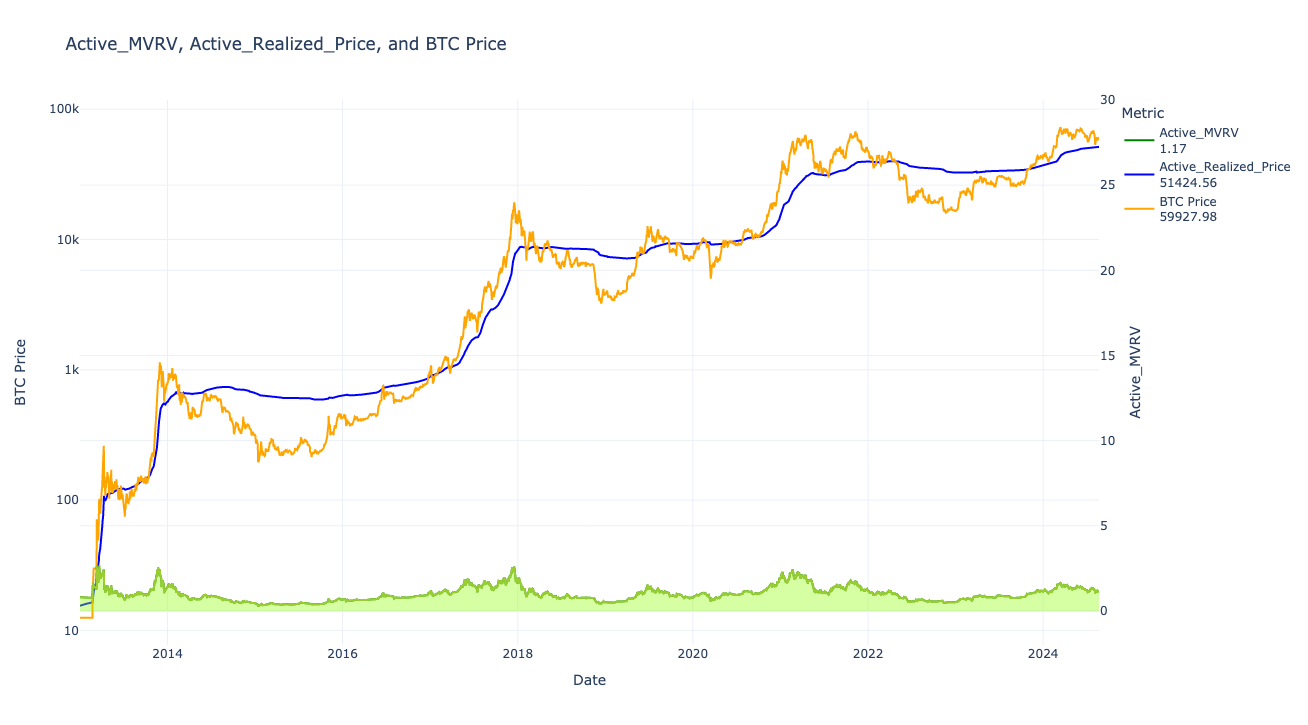 Active_MVRV, Active_Realized_Price, and BTC Price
100k
10k
1k
100
10
BTC Price
2014
2016
2018
2020
2022
2024
Date
30
25
20
15
10
5
0
Active_MVRV
Metric
Active_MVRV
1.17
Active_Realized_Price
51424.56
BTC Price
59927.98